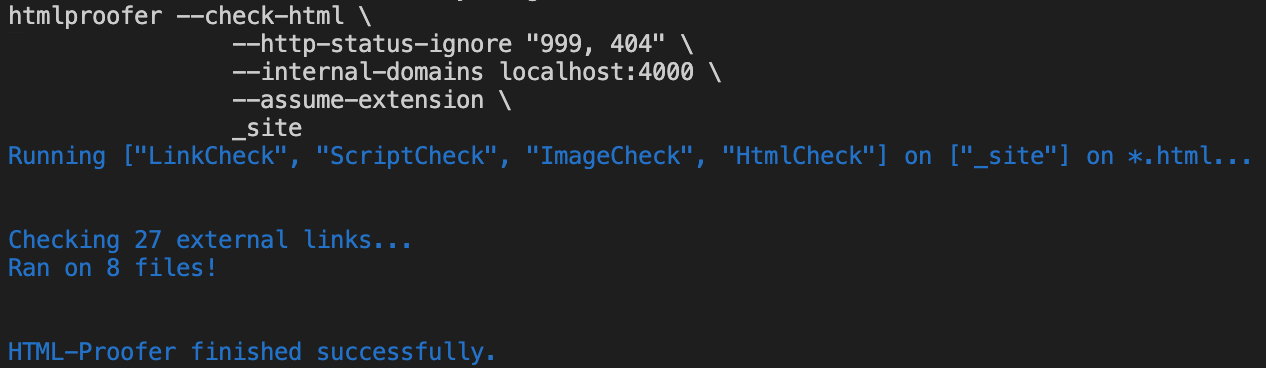 htmlproofer --check-html \
--http-status-ignore "999, 404" \
--internal-domains localhost:4000 \
--assume-extension \
_site
Running ["LinkCheck", "ScriptCheck", "ImageCheck", "HtmlCheck"] on ["_site"] on *.html...
Checking 27 external links...
Ran on 8 files!
HTML-Proofer finished successfully.